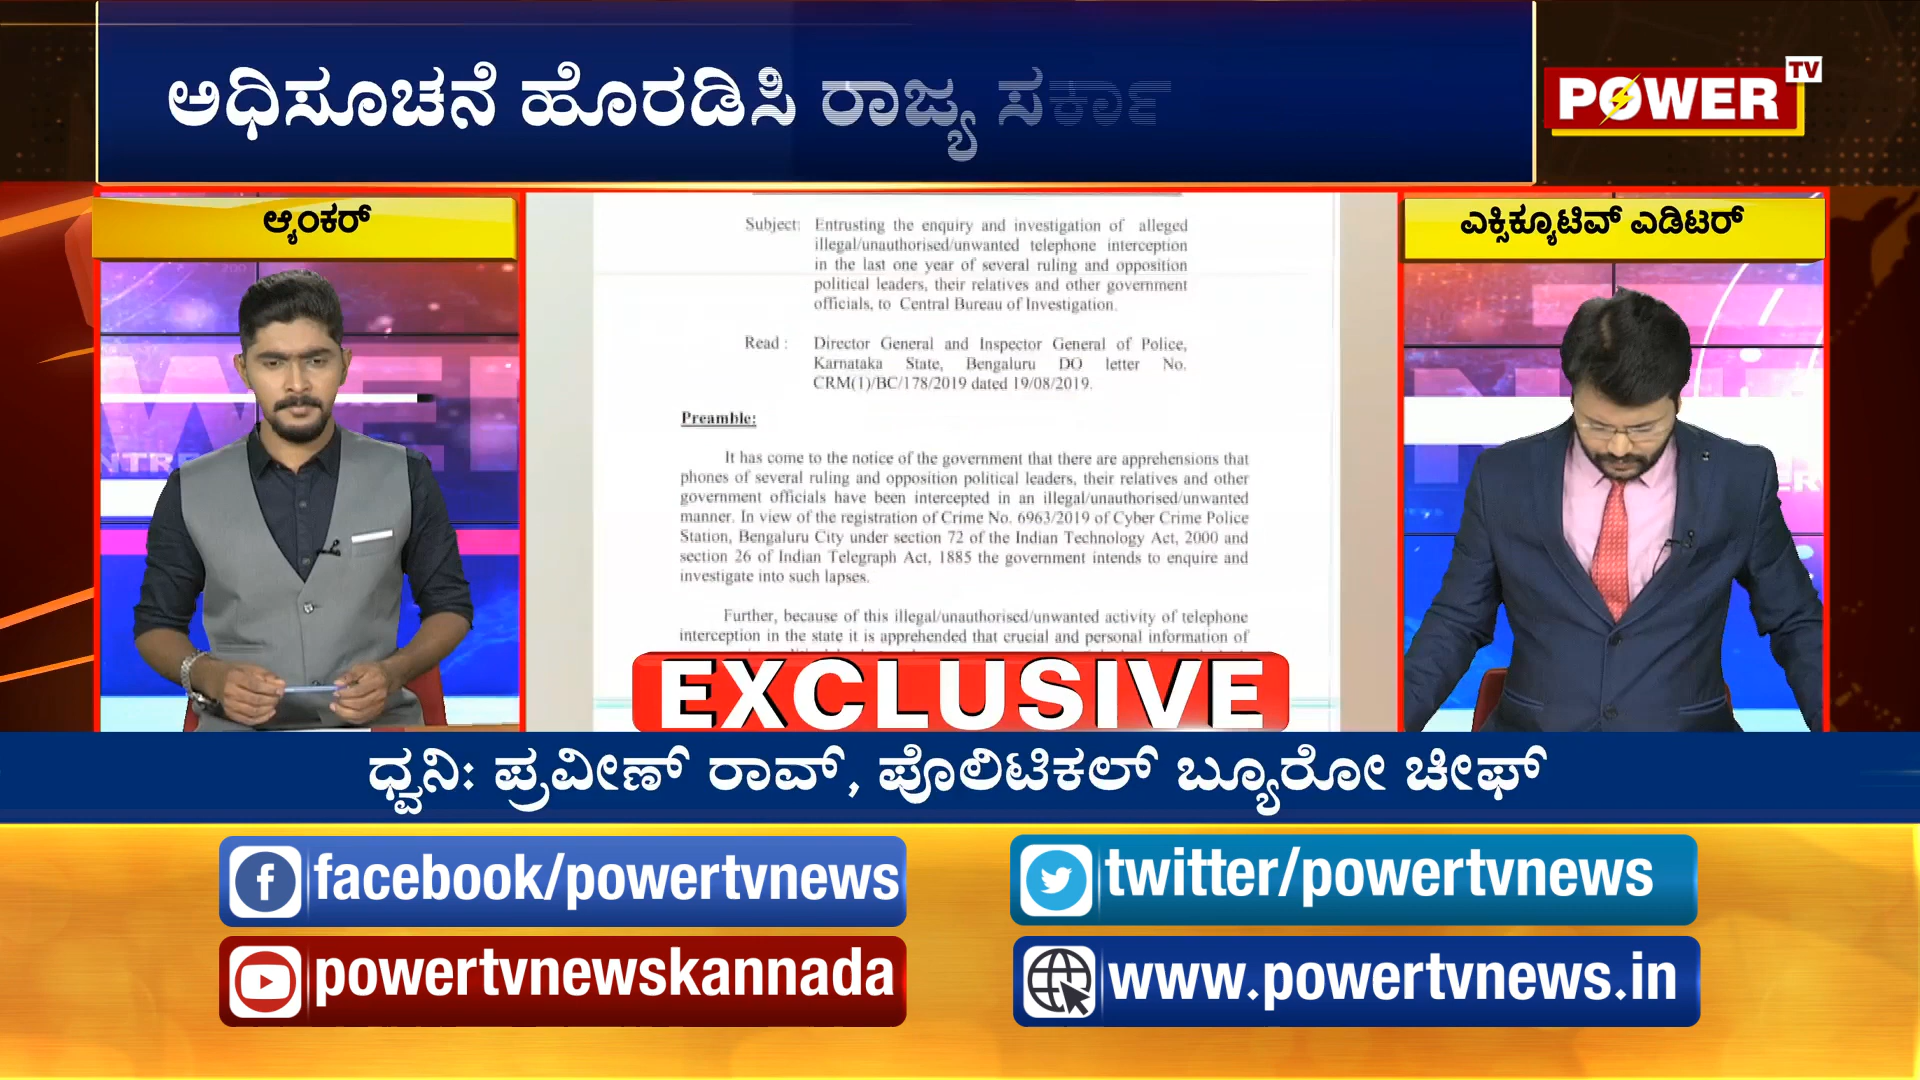 ಅಧಿಸೂಚನೆ ಹೊರಡಿಸಿ ರಾಜ್ಯ ಸರ್ಕಾ
POWER TV
ಆ್ಯಂಕರ್
ಎಕ್ಸಿಕ್ಯೂಟಿವ್ ಎಡಿಟರ್
Subject: Entrusting the enquiry and investigation of alleged
illegal/unauthorised/unwanted telephone interception
in the last one year of several ruling and opposition
political leaders, their relatives and other government
officials, to Central Bureau of Investigation.
Read : Director General and Inspector General of Police,
Karnataka State, Bengaluru DO letter No.
CRM(1)/BC/178/2019 dated 19/08/2019.
Preamble:
It has come to the notice of the government that there are apprehensions that
phones of several ruling and opposition political leaders, their relatives and other
government officials have been intercepted in an illegal/unauthorised/unwanted
manner. In view of the registration of Crime No. 6963/2019 of Cyber Crime Police
Station, Bengaluru City under section 72 of the Indian Technology Act, 2000 and
section 26 of Indian Telegraph Act, 1885 the government intends to enquire and
investigate into such lapses.
Further, because of this illegal/unauthorised/unwanted activity of telephone
interception in the state it is apprehended that crucial and personal information of
EXCLUSIVE
ಧ್ವನಿ: ಪ್ರವೀಣ್ ರಾವ್, ಪೊಲಿಟಿಕಲ್ ಬ್ಯೂರೋ ಚೀಫ್
facebook/powertvnews
twitter/powertvnews
powertvnewskannada
www.powertvnews.in